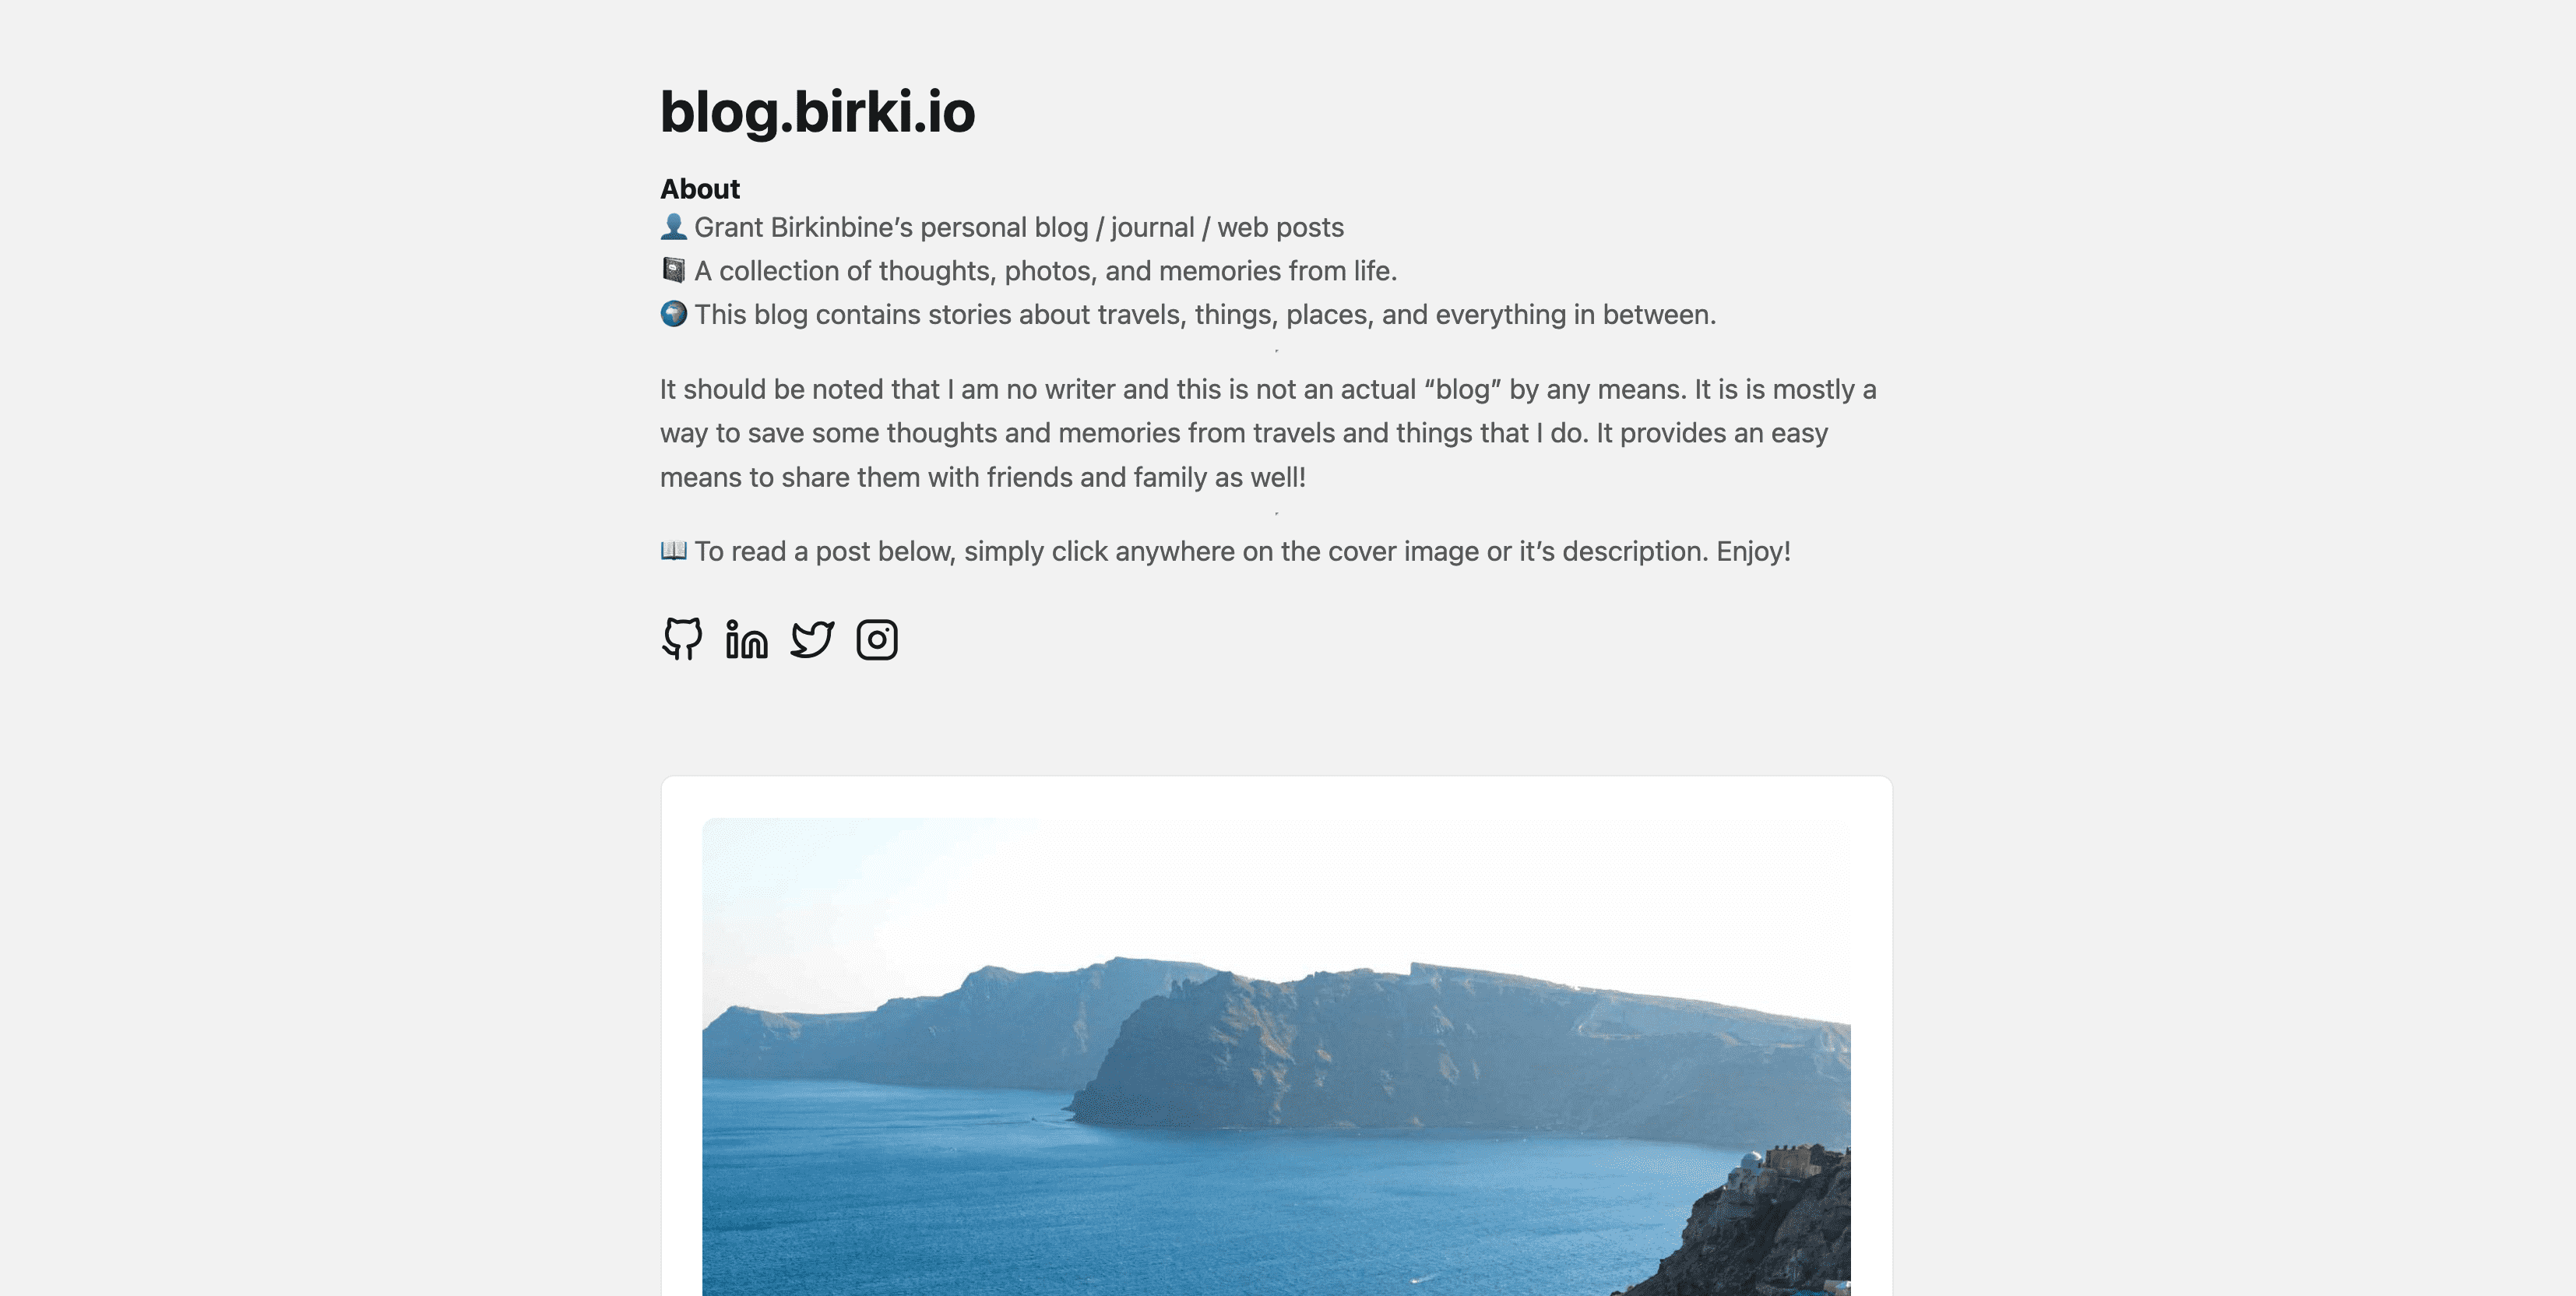 blog.birki.io
About
👤 Grant Birkinbine’s personal blog / journal / web posts
📓 A collection of thoughts, photos, and memories from life.
🌍 This blog contains stories about travels, things, places, and everything in between.
It should be noted that I am no writer and this is not an actual “blog” by any means. It is is mostly a
way to save some thoughts and memories from travels and things that I do. It provides an easy
means to share them with friends and family as well!
📖 To read a post below, simply click anywhere on the cover image or it’s description. Enjoy!